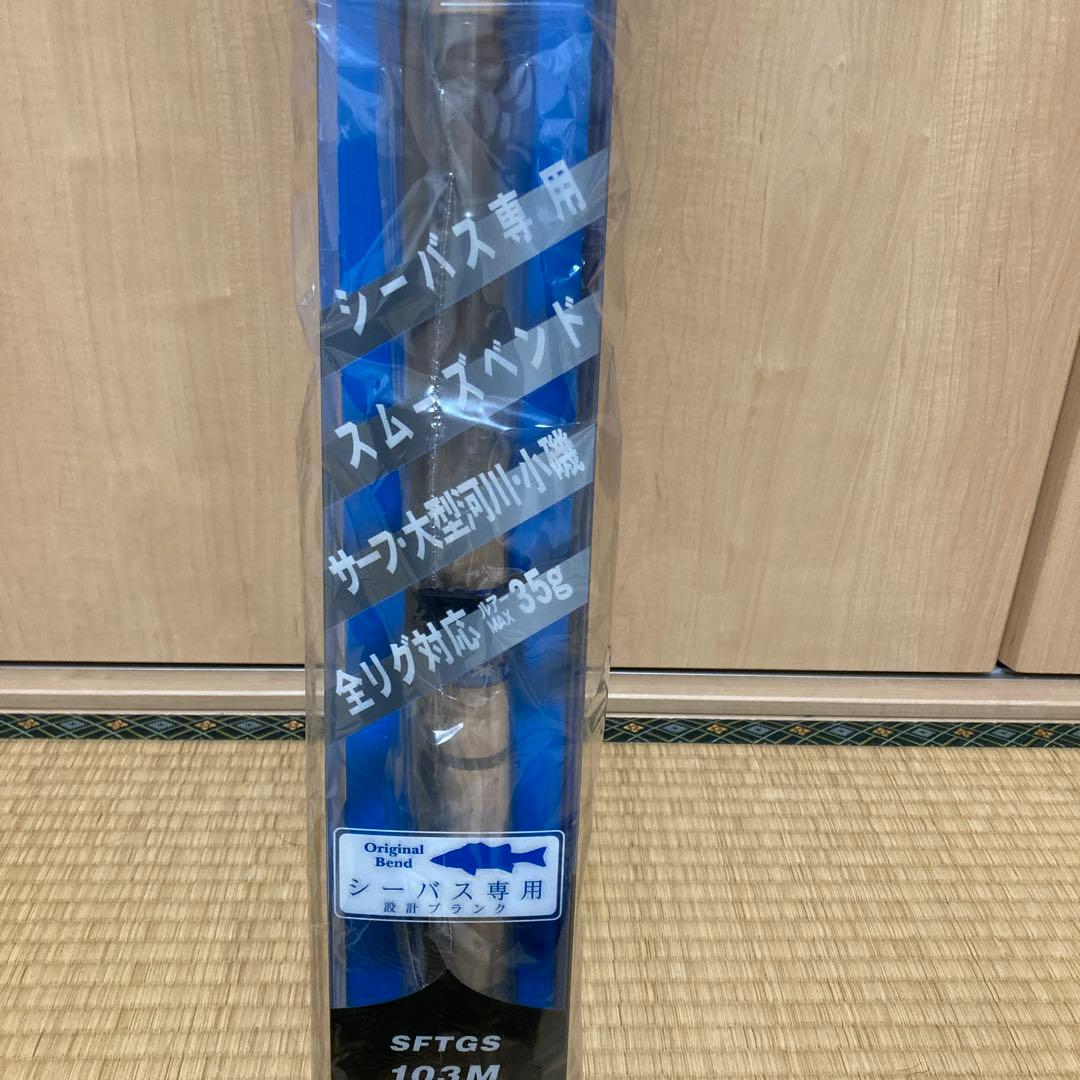 シーバス専用
スムーズベンド
サーフ・大型河川・小磯
全リグ対応 ルアーMAX 35g
Original
Bend
シーバス専用
設計ブランク
SFTGS
103M